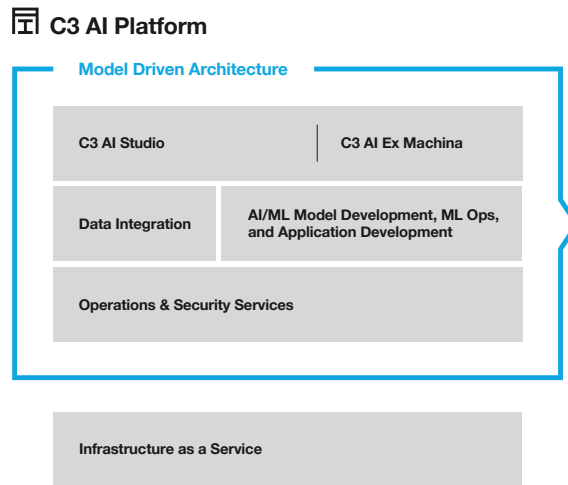 C3 AI Platform
Model Driven Architecture
C3 AI Studio
C3 AI Ex Machina
Data Integration
AI/ML Model Development, ML Ops,
and Application Development
Operations & Security Services
Infrastructure as a Service